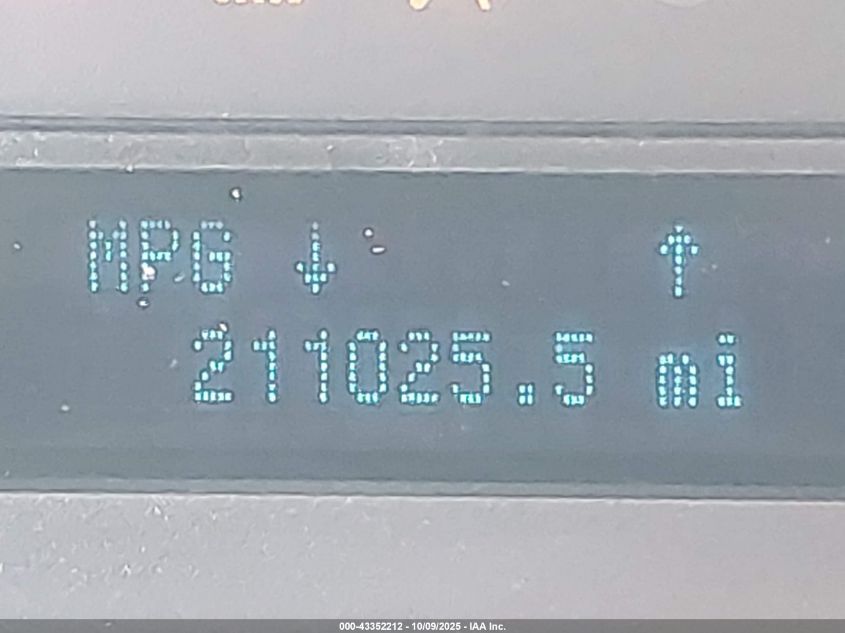 MPG ↓ ↑
211025.5 mi
000-43352212 - 10/09/2025 - IAA Inc.